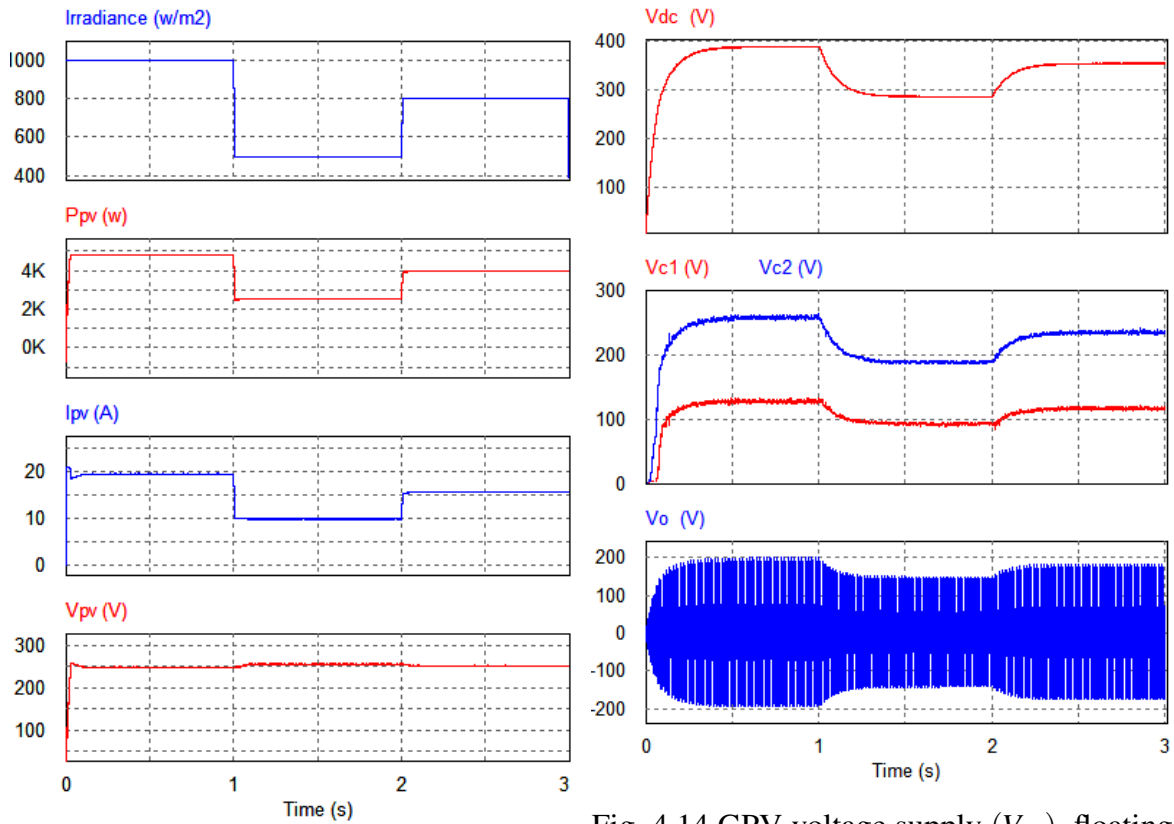 Irradiance (w/m2)
1000
800
600
400
Ppv (w)
4K
2K
0K
Ipv (A)
20
10
0
Vpv (V)
300
200
100
0 1 2 3
Time (s)
Vdc (V)
400
300
200
100
Vc1 (V) Vc2 (V)
300
200
100
0
Vo (V)
200
100
0
-100
-200
0 1 2 3
Time (s)
Fig. 4.14 GPV voltage supply (V), floating